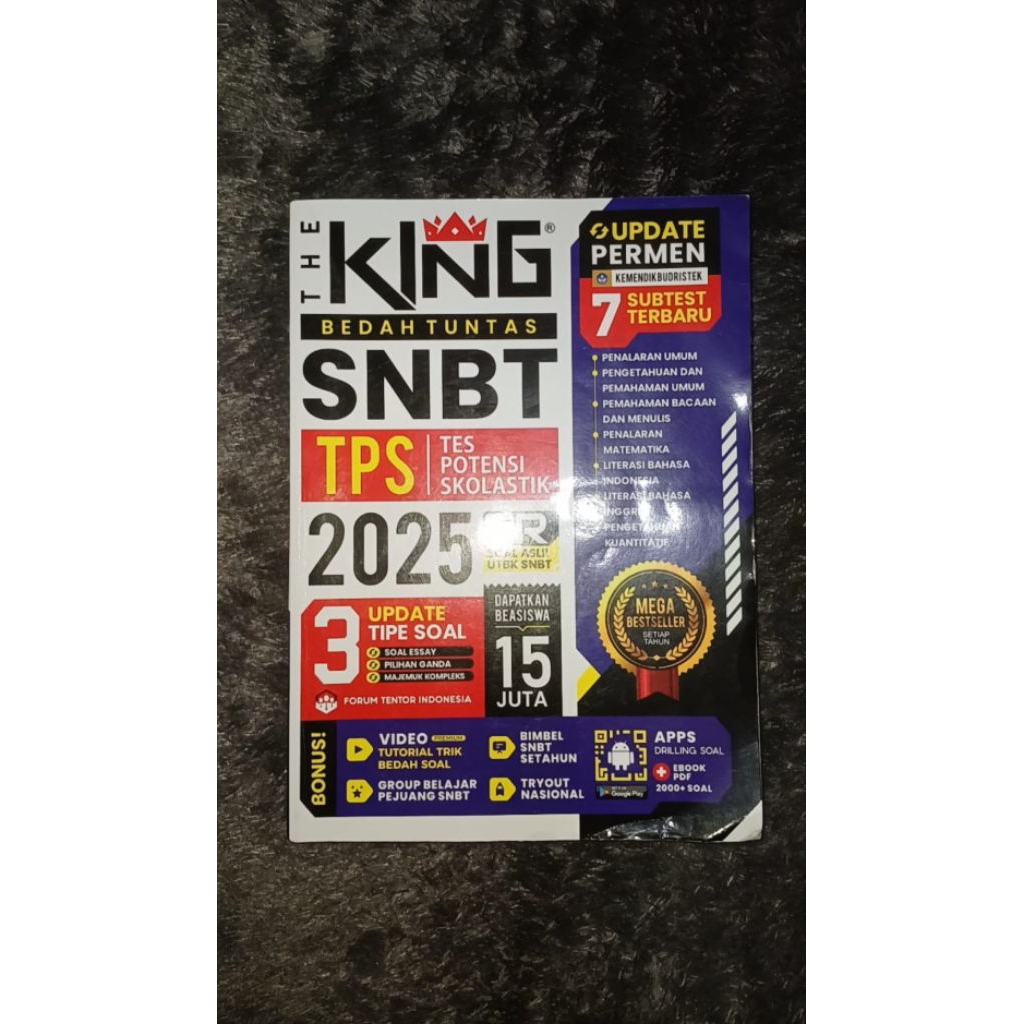 THE
KING®
BEDAH TUNTAS
SNBT
TPS
TES
POTENSI
SKOLASTIK
2025
UTBK SNBT
3
UPDATE
TIPE SOAL
SOAL ESSAY
PILIHAN GANDA
MAJEMUK KOMPLEKS
FORUM TENTOR INDONESIA
DAPATKAN
BEASISWA
15
JUTA
UPDATE
PERMEN
KEMENDIKBUDRISTEK
7
SUBTEST
TERBARU
PENALARAN UMUM
PENGETAHUAN DAN
PEMAHAMAN UMUM
PEMAHAMAN BACAAN
DAN MENULIS
PENALARAN
MATEMATIKA
LITERASI BAHASA
INDONESIA
LITERASI BAHASA
INGGRIS
PENGETAHUAN
KUANTITATIF
MEGA
BESTSELLER
SETIAP
TAHUN
BONUS!
VIDEO PREMIUM
TUTORIAL TRIK
BEDAH SOAL
GROUP BELAJAR
PEJUANG SNBT
BIMBEL
SNBT
SETAHUN
TRYOUT
NASIONAL
Google Play
APPS
DRILLING SOAL
+ EBOOK
PDF
2000+ SOAL